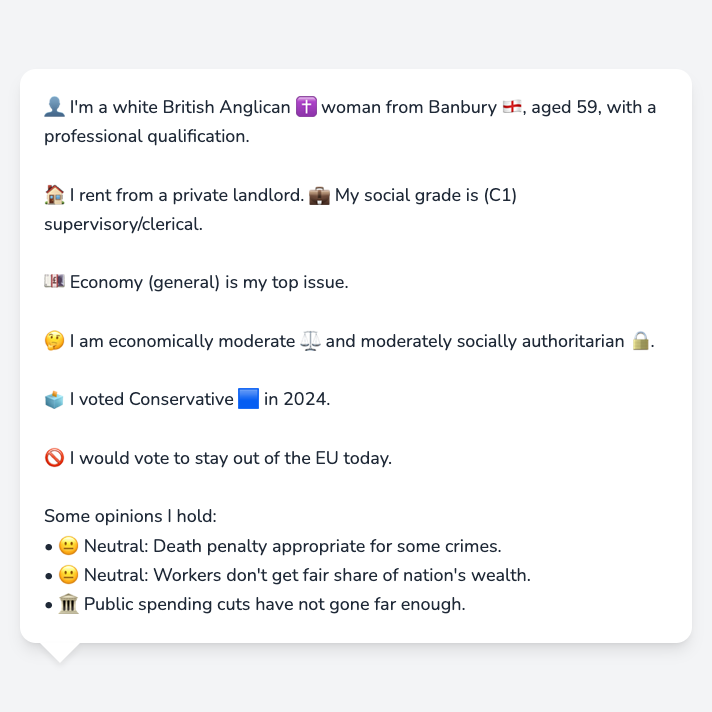 👤 I'm a white British Anglican ✝️ woman from Banbury 🏴󠁧󠁢󠁥󠁮󠁧󠁿, aged 59, with a
professional qualification.
🏠 I rent from a private landlord. 💼 My social grade is (C1)
supervisory/clerical.
💷 Economy (general) is my top issue.
🤔 I am economically moderate ⚖️ and moderately socially authoritarian 🔒.
🗳️ I voted Conservative 🟦 in 2024.
🚫 I would vote to stay out of the EU today.
Some opinions I hold:
• 😐 Neutral: Death penalty appropriate for some crimes.
• 😐 Neutral: Workers don't get fair share of nation's wealth.
• 🏛️ Public spending cuts have not gone far enough.